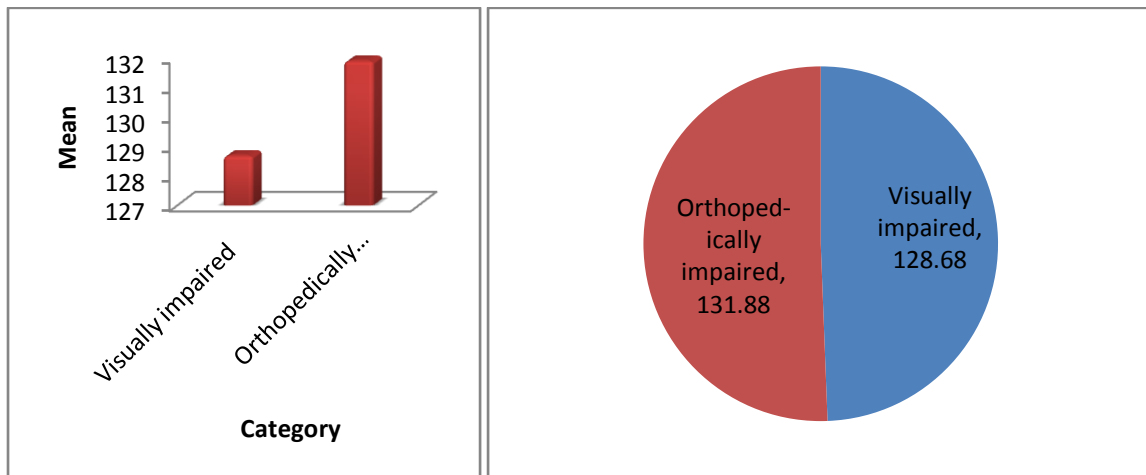 132
131
130
129
128
127
Mean
Visually impaired
Orthopedically...
Category
Orthoped-
ically
impaired,
131.88
Visually
impaired,
128.68